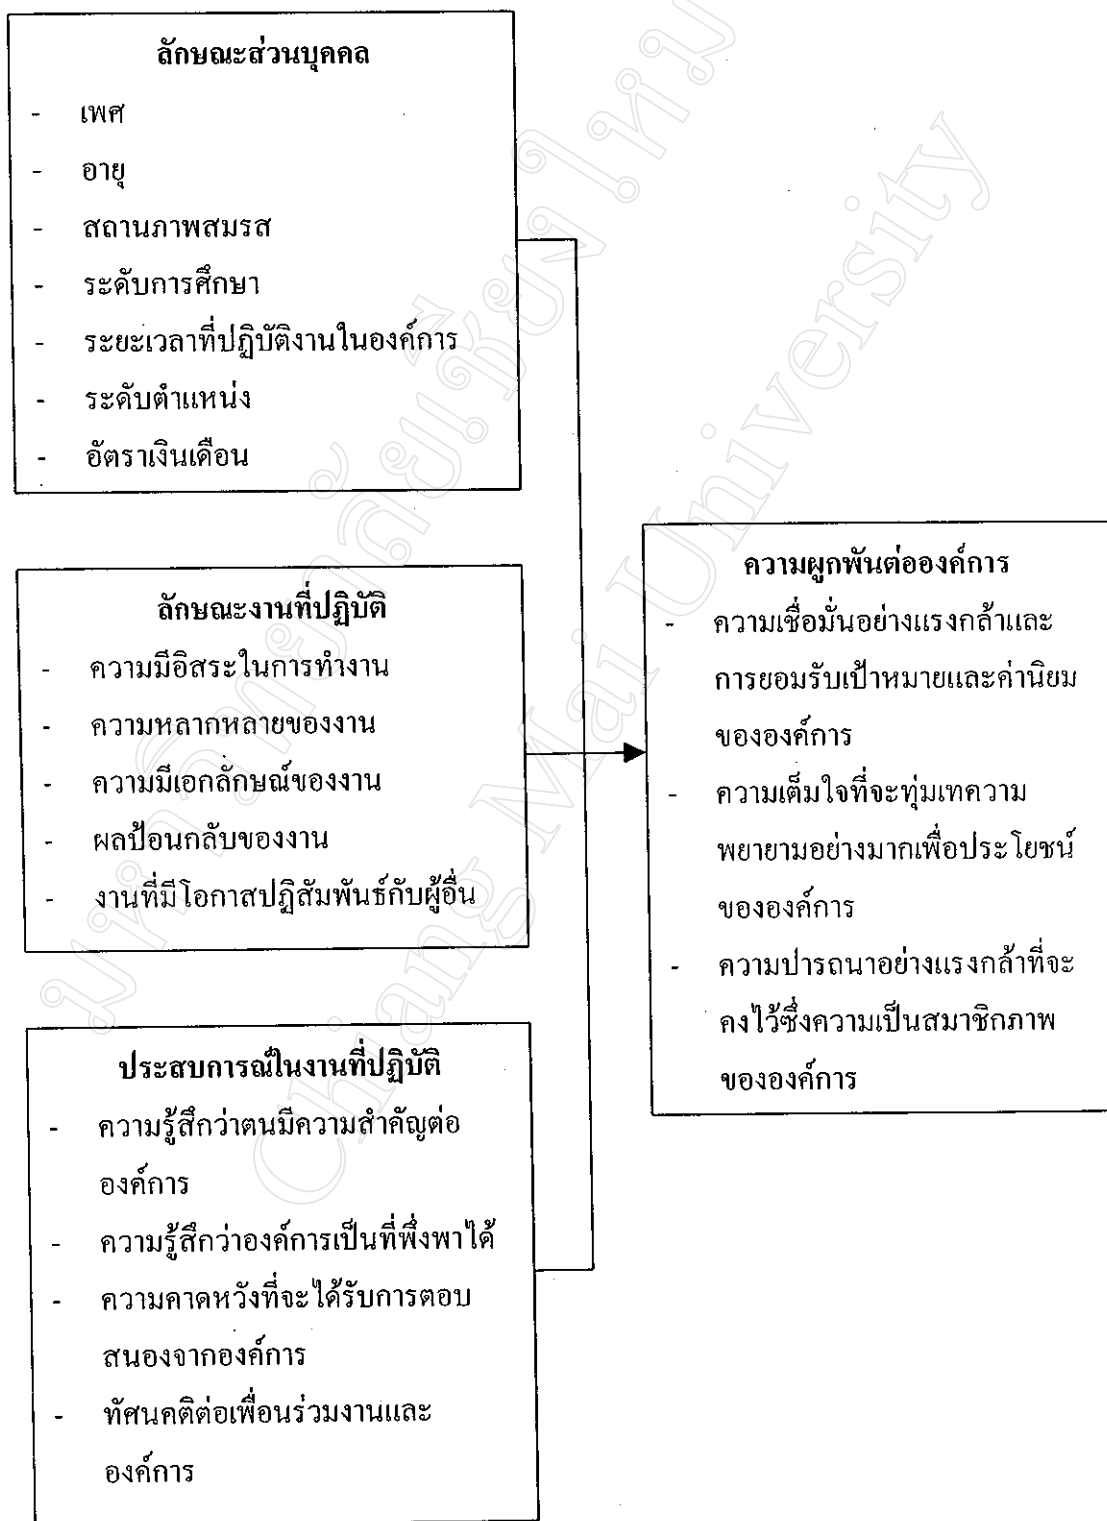 ลักษณะส่วนบุคคล
- เพศ
- อายุ
- สถานภาพสมรส
- ระดับการศึกษา
- ระยะเวลาที่ปฏิบัติงานในองค์การ
- ระดับตำแหน่ง
- อัตราเงินเดือน
ลักษณะงานที่ปฏิบัติ
- ความมีอิสระในการทำงาน
- ความหลากหลายของงาน
- ความมีเอกลักษณ์ของงาน
- ผลป้อนกลับของงาน
- งานที่มีโอกาสปฏิสัมพันธ์กับผู้อื่น
ประสบการณ์ในงานที่ปฏิบัติ
- ความรู้สึกว่าตนมีความสำคัญต่อ
องค์การ
- ความรู้สึกว่าองค์การเป็นที่พึ่งพาได้
- ความคาดหวังที่จะได้รับการตอบ
สนองจากองค์การ
- ทัศนคติต่อเพื่อนร่วมงานและ
องค์การ
ความผูกพันต่อองค์การ
- ความเชื่อมั่นอย่างแรงกล้าและ
การยอมรับเป้าหมายและค่านิยม
ขององค์การ
- ความเต็มใจที่จะทุ่มเทความ
พยายามอย่างมากเพื่อประโยชน์
ขององค์การ
- ความปรารถนาอย่างแรงกล้าที่จะ
คงไว้ซึ่งความเป็นสมาชิกภาพ
ขององค์การ
มหาวิทยาลัยเชียงใหม่
Chiang Mai University